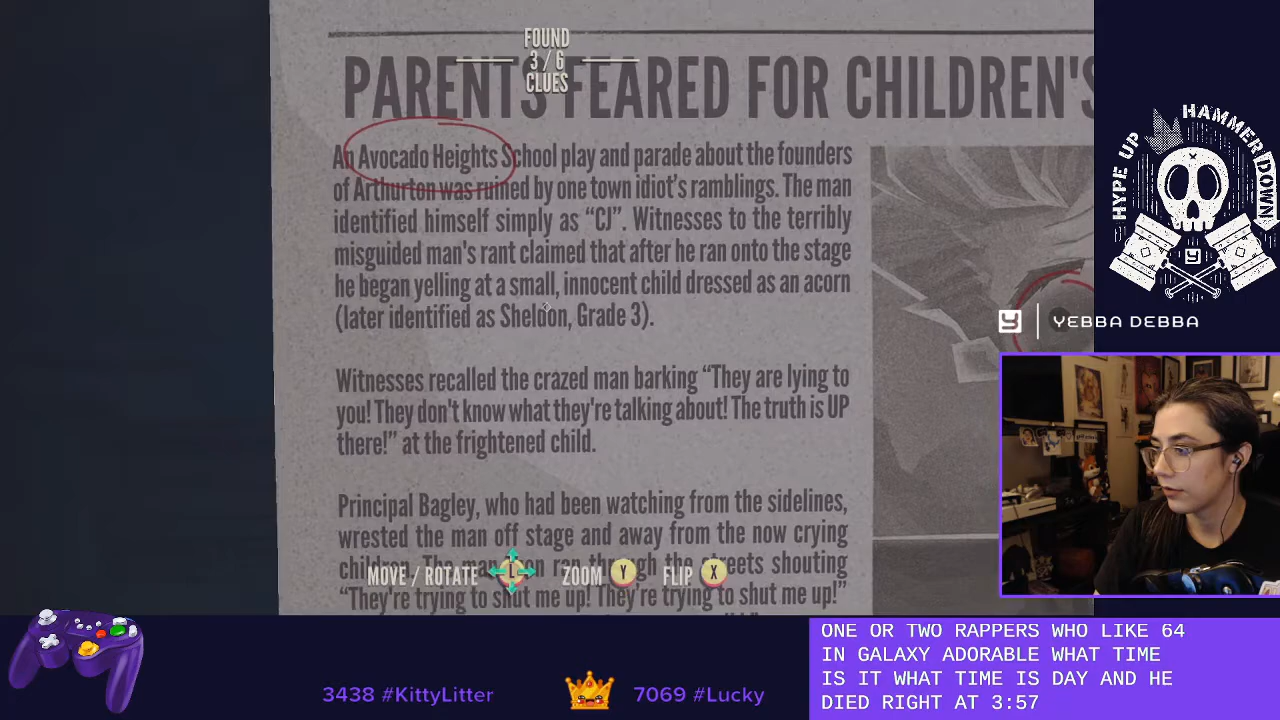 FOUND
3 / 6
CLUES
PARENTS FEARED FOR CHILDREN'S
An Avocado Heights School play and parade about the founders
of Arthurton was ruined by one town idiot's ramblings. The man
identified himself simply as “CJ”. Witnesses to the terribly
misguided man's rant claimed that after he ran onto the stage
he began yelling at a small, innocent child dressed as an acorn
(later identified as Sheldon, Grade 3).
Witnesses recalled the crazed man barking “They are lying to
you! They don't know what they're talking about! The truth is UP
there!” at the frightened child.
Principal Bagley, who had been watching from the sidelines,
wrested the man off stage and away from the now crying
children. The man ran through the streets shouting
“They're trying to shut me up! They're trying to shut me up!”
MOVE / ROTATE L ZOOM Y FLIP X
HYPE UP
HAMMER DOWN
YEBBA DEBBA
3438 #KittyLitter
7069 #Lucky
ONE OR TWO RAPPERS WHO LIKE 64
IN GALAXY ADORABLE WHAT TIME
IS IT WHAT TIME IS DAY AND HE
DIED RIGHT AT 3:57